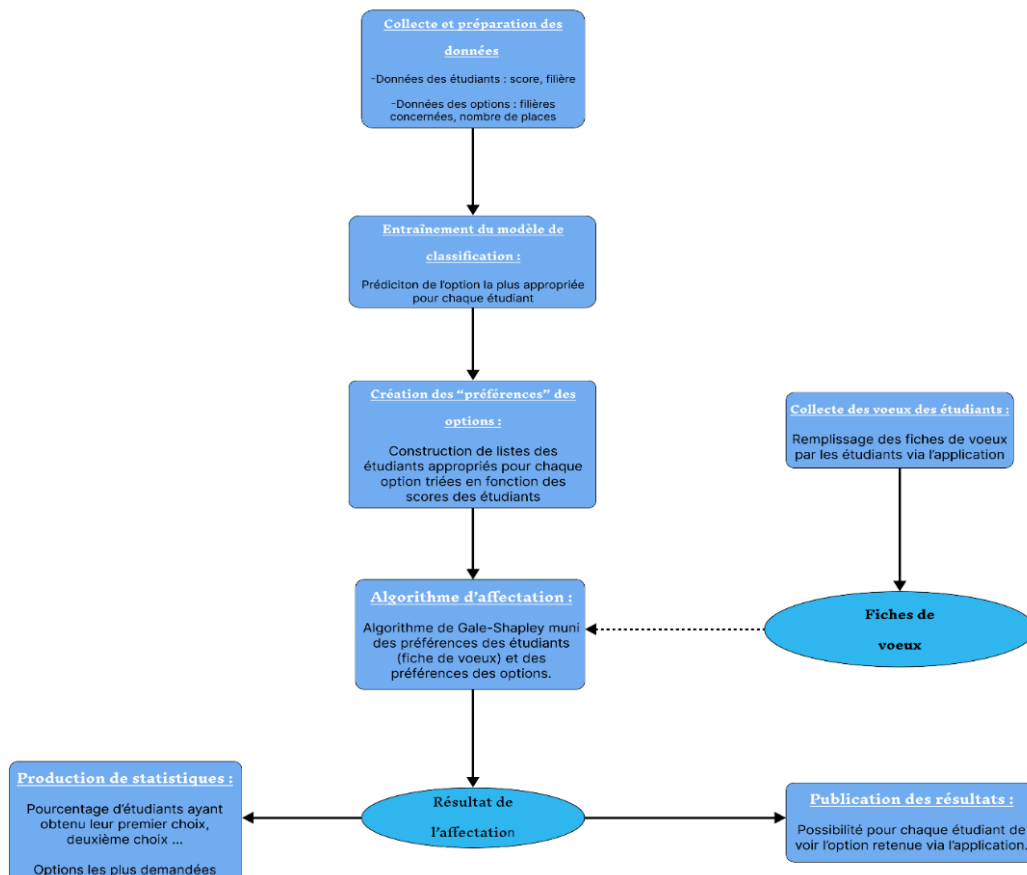 Collecte et préparation des
données
-Données des étudiants : score, filière
-Données des options : filières
concernées, nombre de places
Entraînement du modèle de
classification :
Prédiciton de l'option la plus appropriée
pour chaque étudiant
Création des “préférences” des
options :
Construction de listes des
étudiants appropriés pour chaque
option triées en fonction des
scores des étudiants
Collecte des voeux des étudiants :
Remplissage des fiches de voeux
par les étudiants via l'application
Algorithme d'affectation :
Algorithme de Gale-Shapley muni
des préférences des étudiants
(fiche de voeux) et des
préférences des options.
Fiches de
voeux
Production de statistiques :
Pourcentage d'étudiants ayant
obtenu leur premier choix,
deuxième choix ...
Options les plus demandées
Résultat de
l'affectation
Publication des résultats :
Possibilité pour chaque étudiant de
voir l'option retenue via l'application.